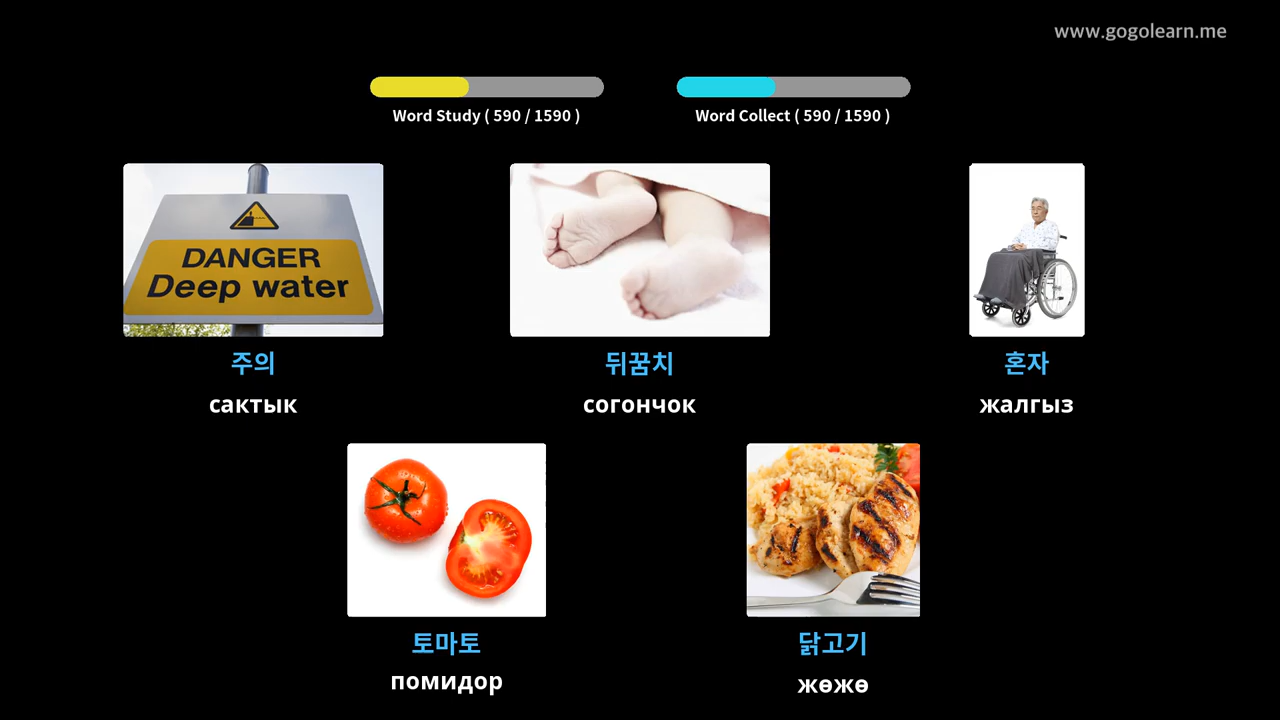 www.gogolearn.me
Word Study ( 590 / 1590 )
Word Collect ( 590 / 1590 )
DANGER
Deep water
주의
뒤꿈치
혼자
сактык
согончок
жалгыз
토마토
닭고기
помидор
жөжө